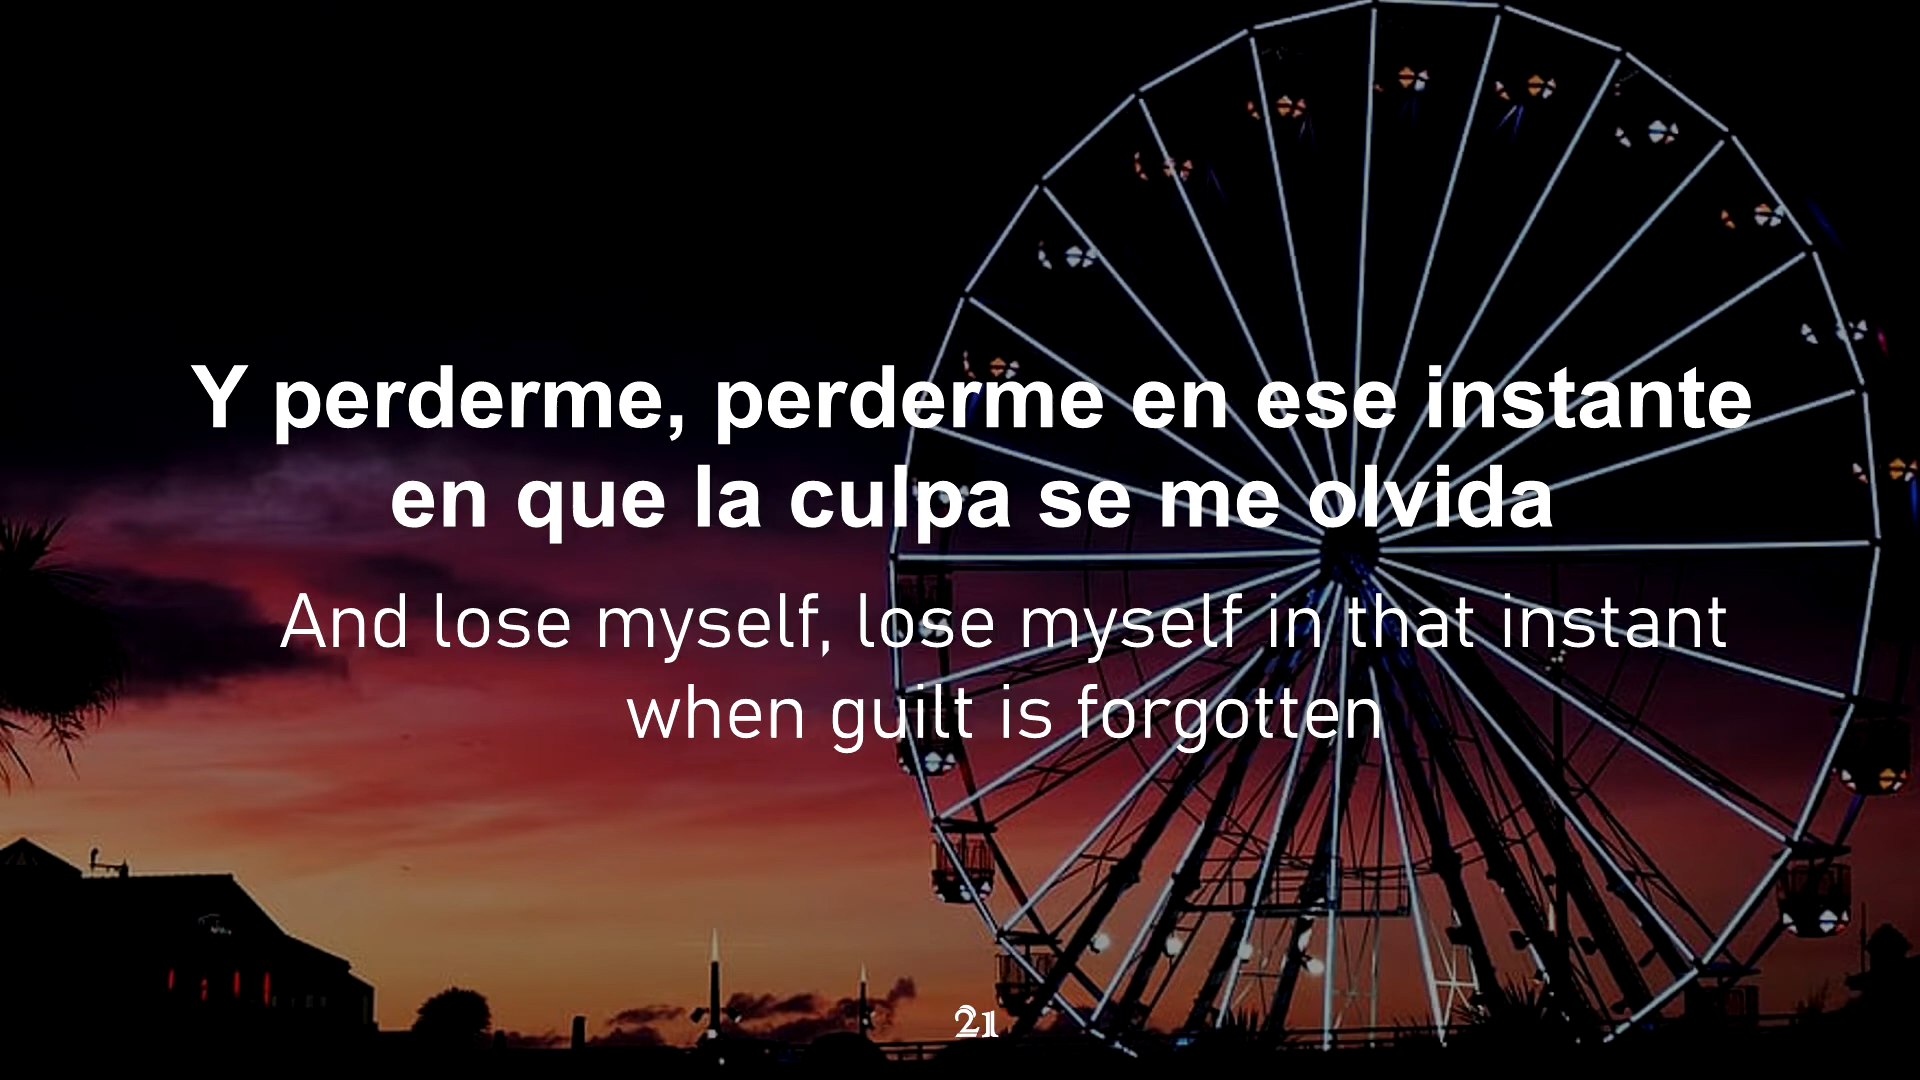 Y perderme, perderme en ese instante
en que la culpa se me olvida
And lose myself, lose myself in that instant
when guilt is forgotten
21